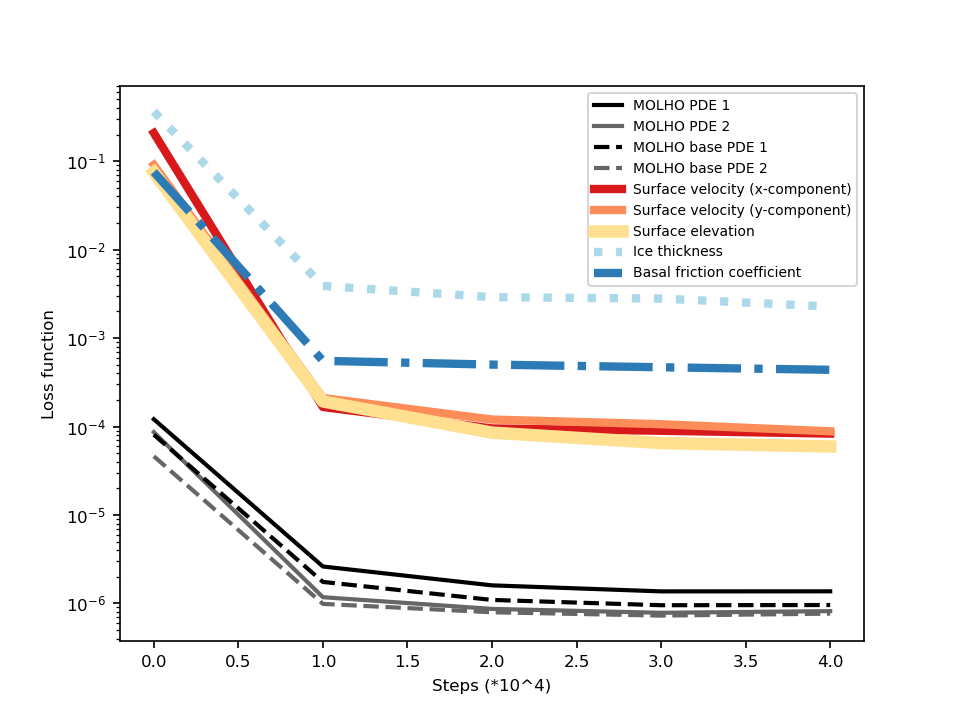 MOLHO PDE 1
MOLHO PDE 2
MOLHO base PDE 1
MOLHO base PDE 2
Surface velocity (x-component)
Surface velocity (y-component)
Surface elevation
Ice thickness
Basal friction coefficient
Loss function
10⁻¹
10⁻²
10⁻³
10⁻⁴
10⁻⁵
10⁻⁶
0.0 0.5 1.0 1.5 2.0 2.5 3.0 3.5 4.0
Steps (*10^4)